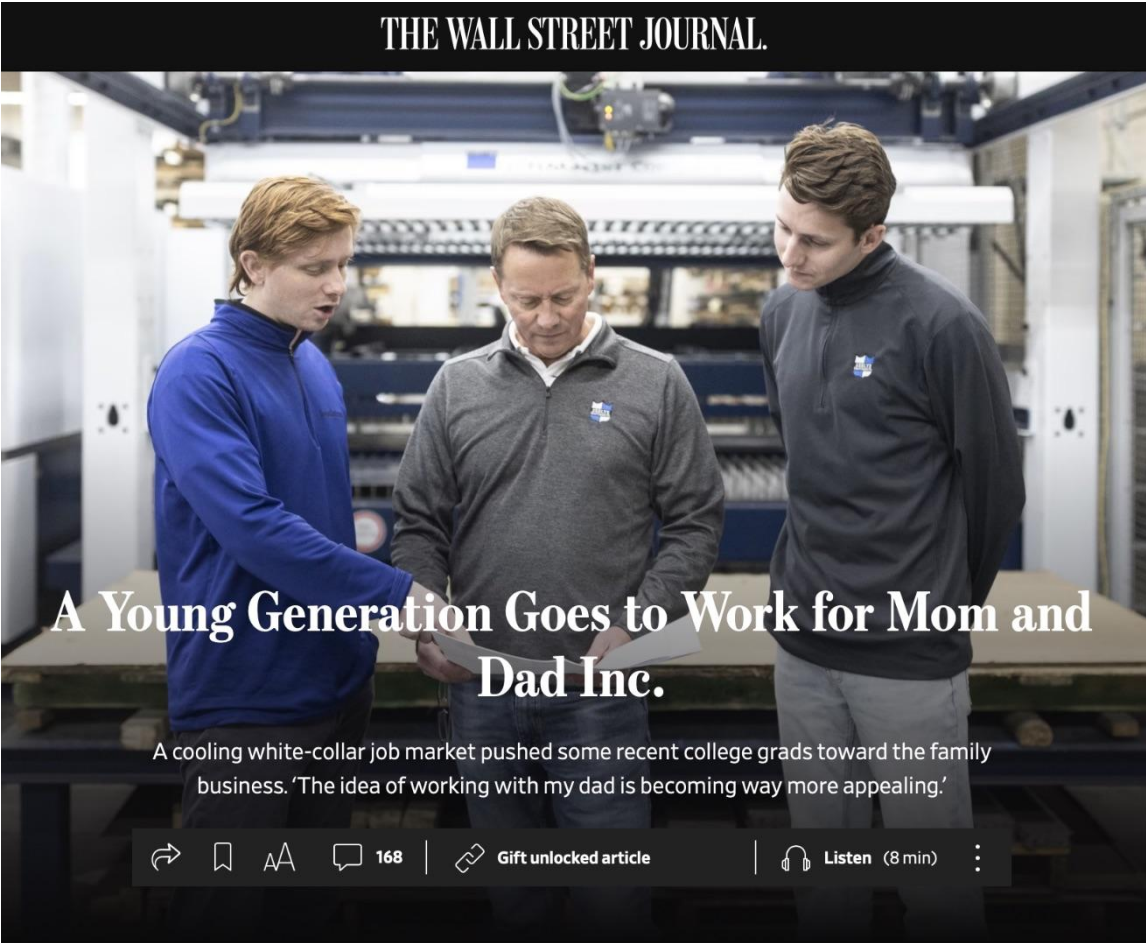 THE WALL STREET JOURNAL.
A Young Generation Goes to Work for Mom and
Dad Inc.
A cooling white-collar job market pushed some recent college grads toward the family
business. ‘The idea of working with my dad is becoming way more appealing.’
168
Gift unlocked article
Listen (8 min)